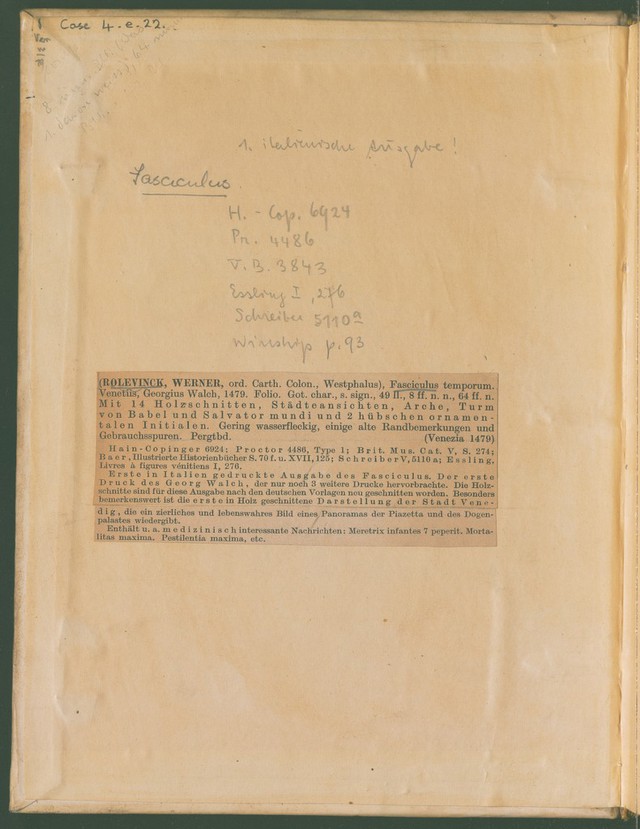 Case 4.e.22.
1. italienische Ausgabe!
Fasciculus.
H. - Cop. 6924
Pr. 4486
V.B. 3843
Essling I, 276
Schreiber 5110a
Winship p. 93
(ROLEVINCK, WERNER, ord. Carth. Colon., Westphalus), Fasciculus temporum.
Venetiis, Georgius Walch, 1479. Folio. Got. char., s. sign., 49 ll., 8 ff. n. n., 64 ff. n.
Mit 14 Holzschnitten, Städteansichten, Arche, Turm
von Babel und Salvator mundi und 2 hübschen ornamen-
talen Initialen. Gering wasserfleckig, einige alte Randbemerkungen und
Gebrauchsspuren. Pergtbd. (Venezia 1479)
Hain-Copinger 6924; Proctor 4486, Type 1; Brit. Mus. Cat. V, S. 274;
Baer, Illustrierte Historienbücher S. 70 f. u. XVII, 125; Schreiber V, 5110 a; Essling,
Livres à figures vénitiens I, 276.
Erste in Italien gedruckte Ausgabe des Fasciculus. Der erste
Druck des Georg Walch, der nur noch 3 weitere Drucke hervorbrachte. Die Holz-
schnitte sind für diese Ausgabe nach den deutschen Vorlagen neu geschnitten worden. Besonders
bemerkenswert ist die erste in Holz geschnittene Darstellung der Stadt Vene-
dig, die ein zierliches und lebenswahres Bild eines Panoramas der Piazetta und des Dogen-
palastes wiedergibt.
Enthält u. a. medizinisch interessante Nachrichten: Meretrix infantes 7 peperit. Morta-
litas maxima. Pestilentia maxima, etc.